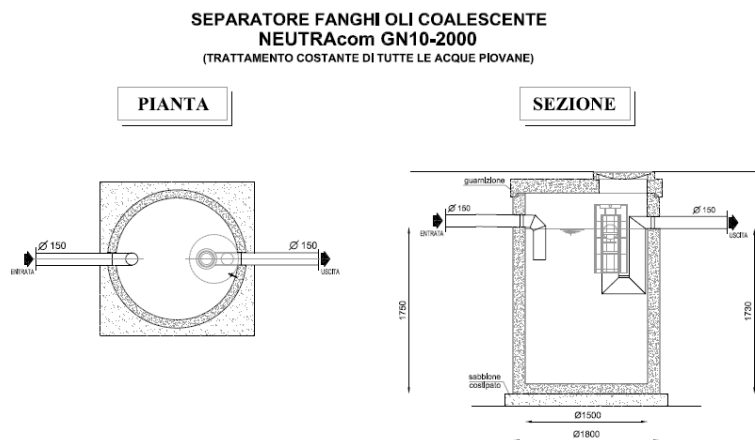 SEPARATORE FANGHI OLI COALESCENTE
NEUTRAcom GN10-2000
(TRATTAMENTO COSTANTE DI TUTTE LE ACQUE PIOVANE)
PIANTA
SEZIONE
guarnizione
Ø 150
Ø 150
ENTRATA
USCITA
Ø 150
Ø 150
ENTRATA
USCITA
1750
1730
sabbione
costipato
Ø1500
Ø1800